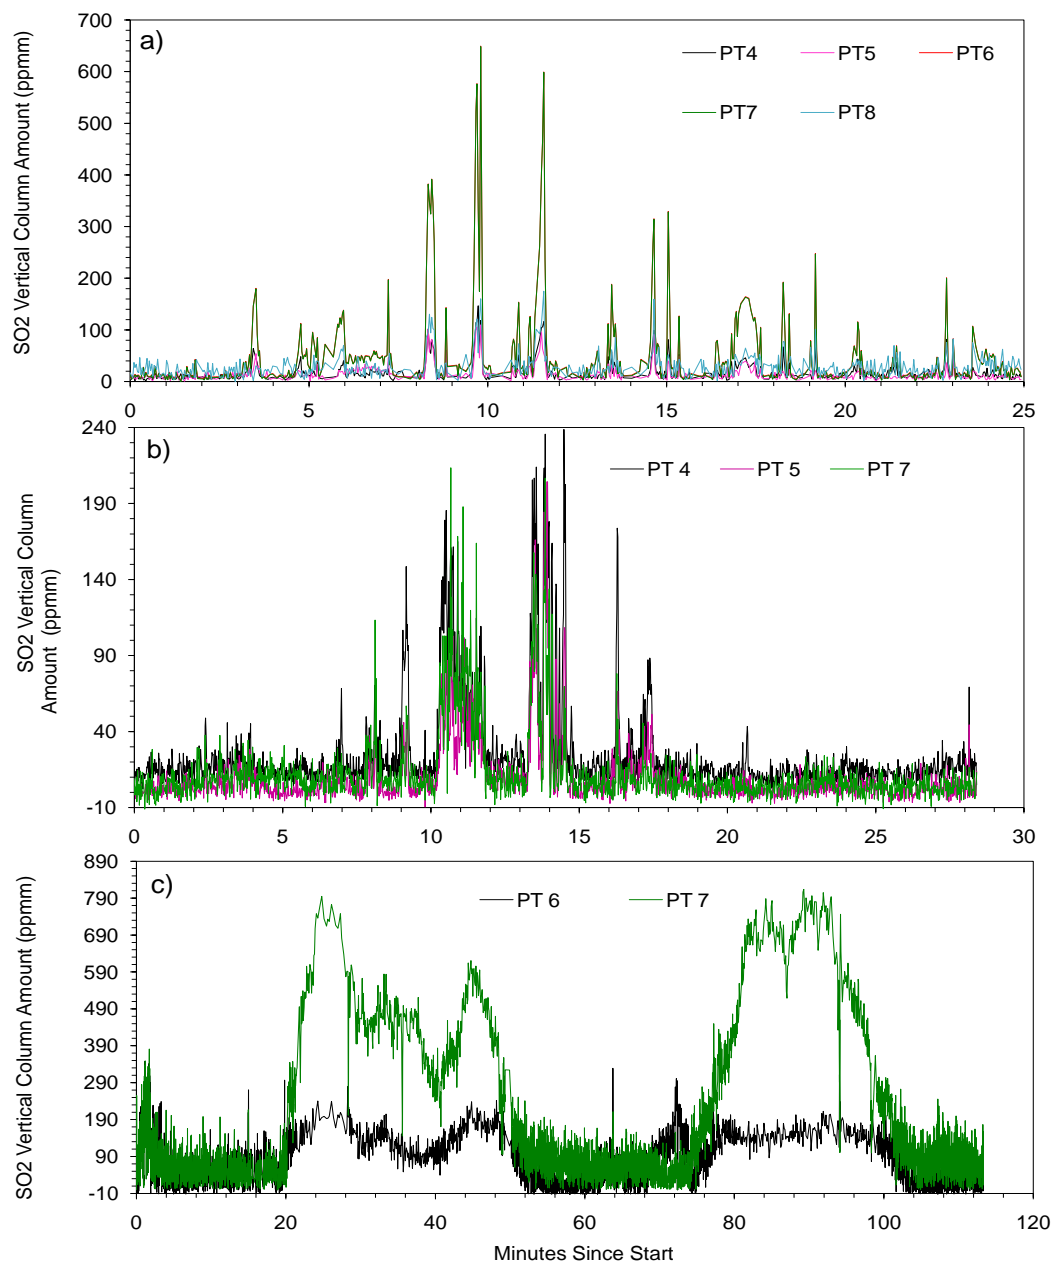 a)
SO2 Vertical Column Amount (ppmm)
700
600
500
400
300
200
100
0
PT4 PT5 PT6
PT7 PT8
0 5 10 15 20 25
b)
SO2 Vertical Column
Amount (ppmm)
240
190
140
90
40
-10
PT 4 PT 5 PT 7
0 5 10 15 20 25 30
c)
SO2 Vertical Column Amount (ppmm)
890
790
690
590
490
390
290
190
90
-10
PT 6 PT 7
0 20 40 60 80 100 120
Minutes Since Start